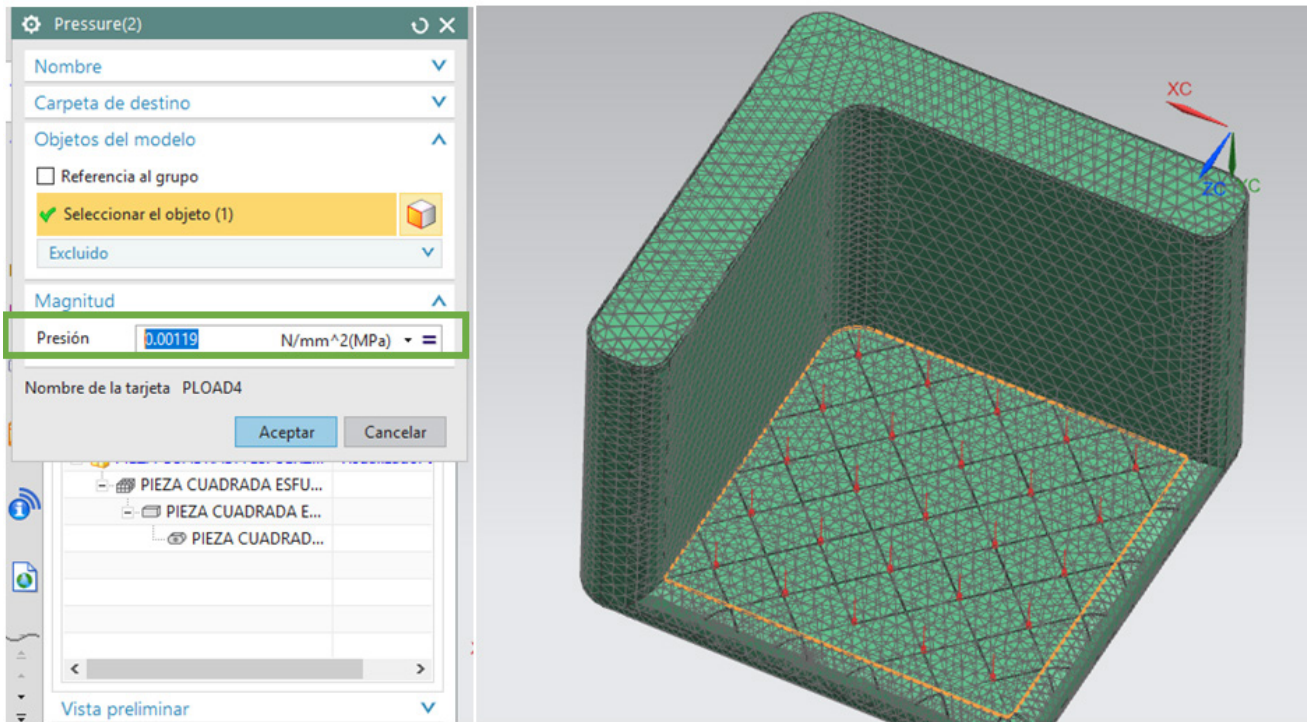 Pressure(2)
Nombre
Carpeta de destino
Objetos del modelo
Referencia al grupo
Seleccionar el objeto (1)
Excluido
Magnitud
Presión 0.00119 N/mm^2(MPa)
Nombre de la tarjeta PLOAD4
Aceptar Cancelar
PIEZA CUADRADA ESFU...
PIEZA CUADRADA E...
PIEZA CUADRAD...
Vista preliminar
XC
ZC